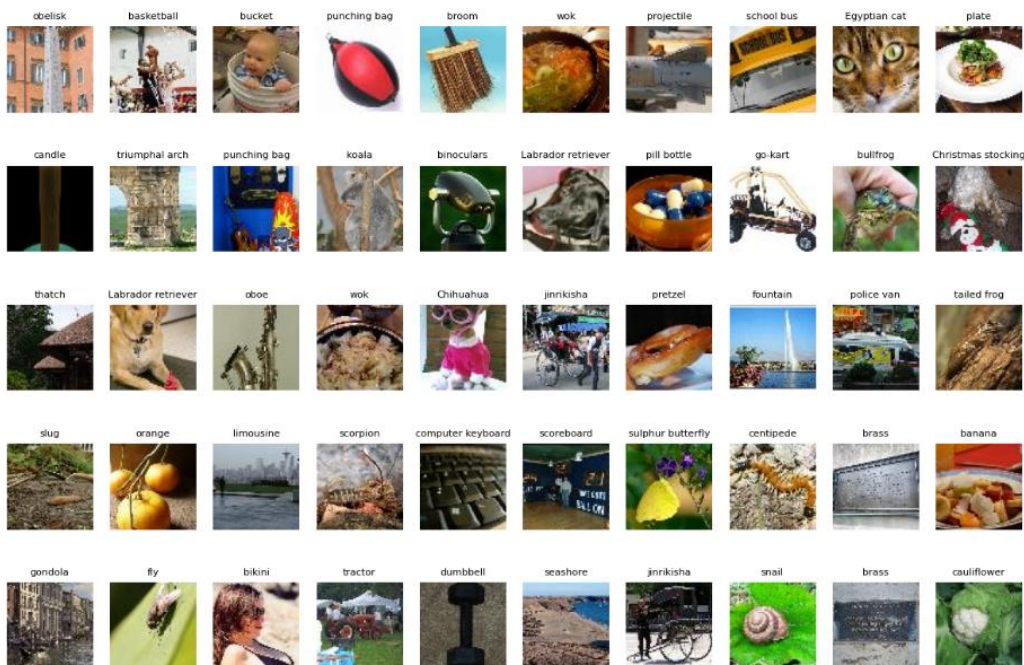 obelisk basketball bucket punching bag broom wok projectile school bus Egyptian cat plate
SCHOOL BUS
candle triumphal arch punching bag koala binoculars Labrador retriever pill bottle go-kart bullfrog Christmas stocking
thatch Labrador retriever oboe wok Chihuahua jinrikisha pretzel fountain police van tailed frog
slug orange limousine scorpion computer keyboard scoreboard sulphur butterfly centipede brass banana
gondola fly bikini tractor dumbbell seashore jinrikisha snail brass cauliflower